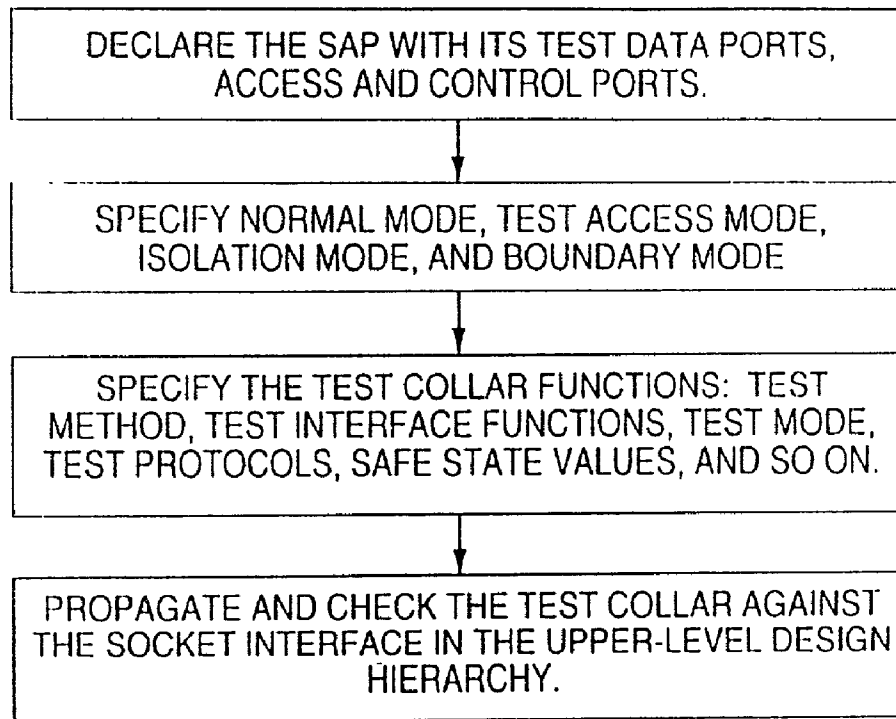 DECLARE THE SAP WITH ITS TEST DATA PORTS,
ACCESS AND CONTROL PORTS.
SPECIFY NORMAL MODE, TEST ACCESS MODE,
ISOLATION MODE, AND BOUNDARY MODE
SPECIFY THE TEST COLLAR FUNCTIONS: TEST
METHOD, TEST INTERFACE FUNCTIONS, TEST MODE,
TEST PROTOCOLS, SAFE STATE VALUES, AND SO ON.
PROPAGATE AND CHECK THE TEST COLLAR AGAINST
THE SOCKET INTERFACE IN THE UPPER-LEVEL DESIGN
HIERARCHY.